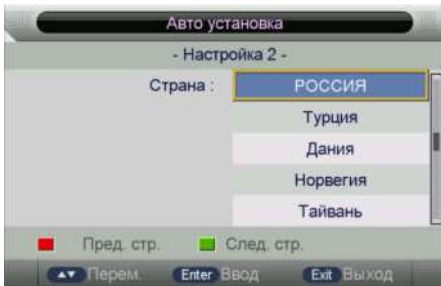 Авто установка
- Настройка 2 -
Страна : РОССИЯ
Турция
Дания
Норвегия
Тайвань
Пред. стр. След. стр.
Перем. Enter Ввод Exit Выход